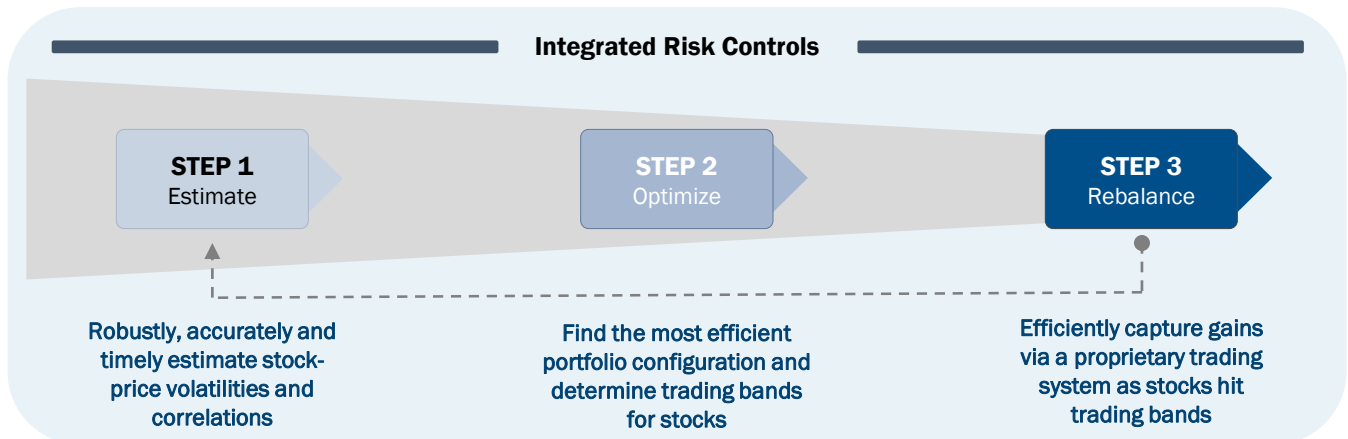 Integrated Risk Controls
STEP 1
Estimate
STEP 2
Optimize
STEP 3
Rebalance
Robustly, accurately and
timely estimate stock-
price volatilities and
correlations
Find the most efficient
portfolio configuration and
determine trading bands
for stocks
Efficiently capture gains
via a proprietary trading
system as stocks hit
trading bands